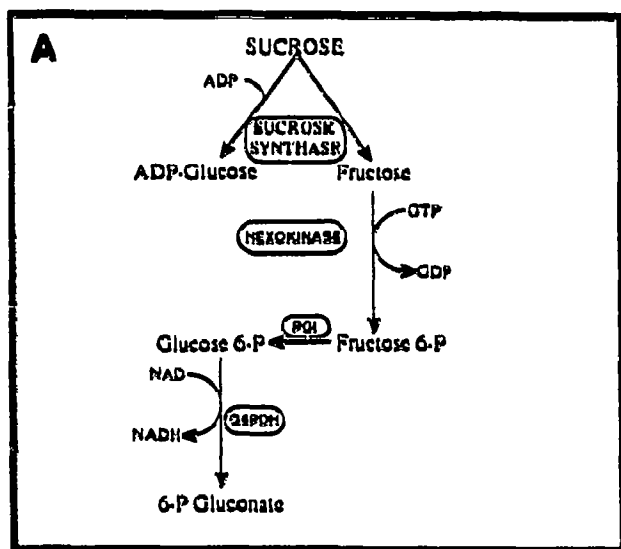 A
SUCROSE
ADP
SUCROSE
SYNTHASE
ADP-Glucose
Fructose
GTP
HEXOKINASE
GDP
PGI
Glucose 6-P
Fructose 6-P
NAD
G6PDH
NADH
6-P Gluconate